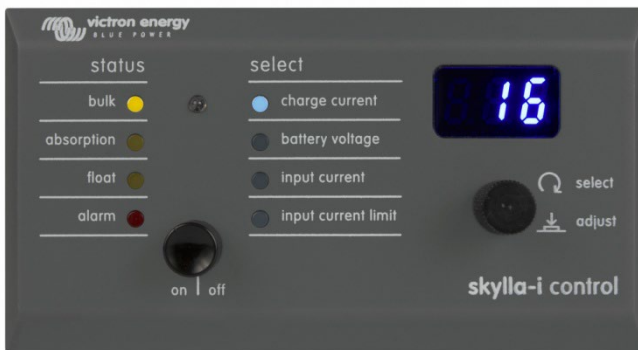 victron energy
BLUE POWER
status
select
bulk
charge current
16
absorption
battery voltage
float
input current
select
alarm
input current limit
adjust
on | off
skylla-i control